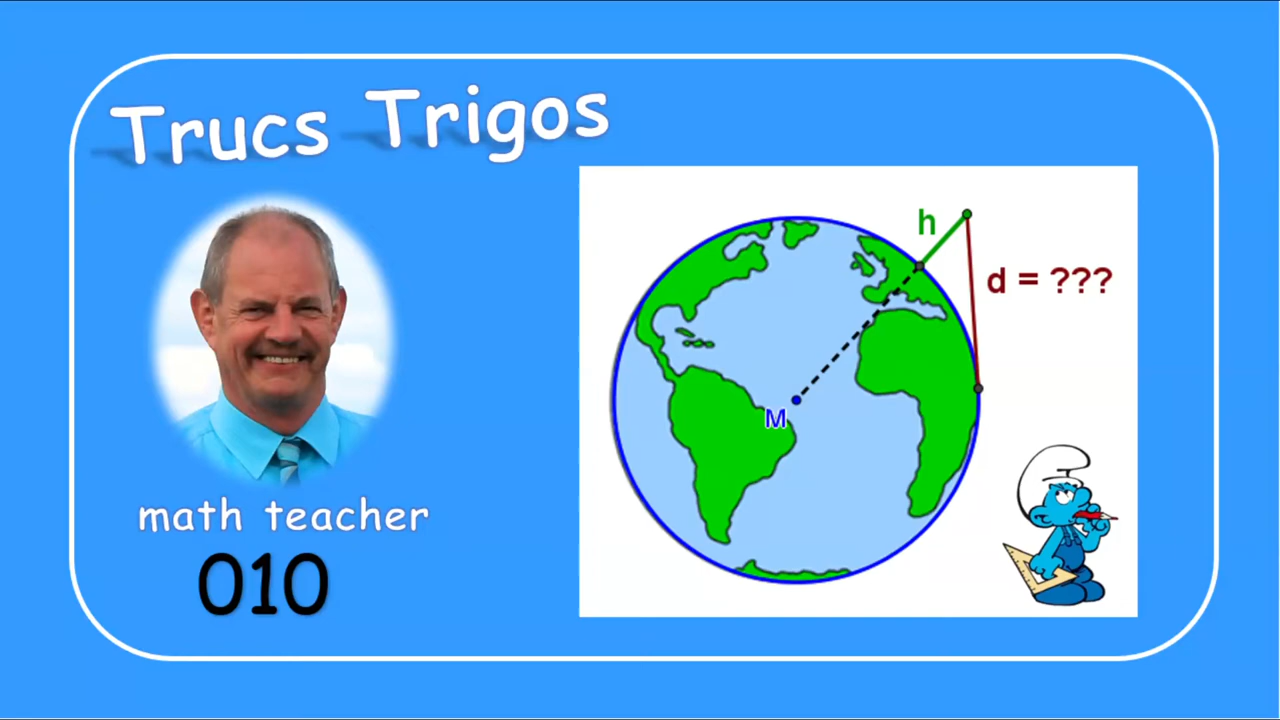 Trucs Trigos
h
d = ???
M
math teacher
010